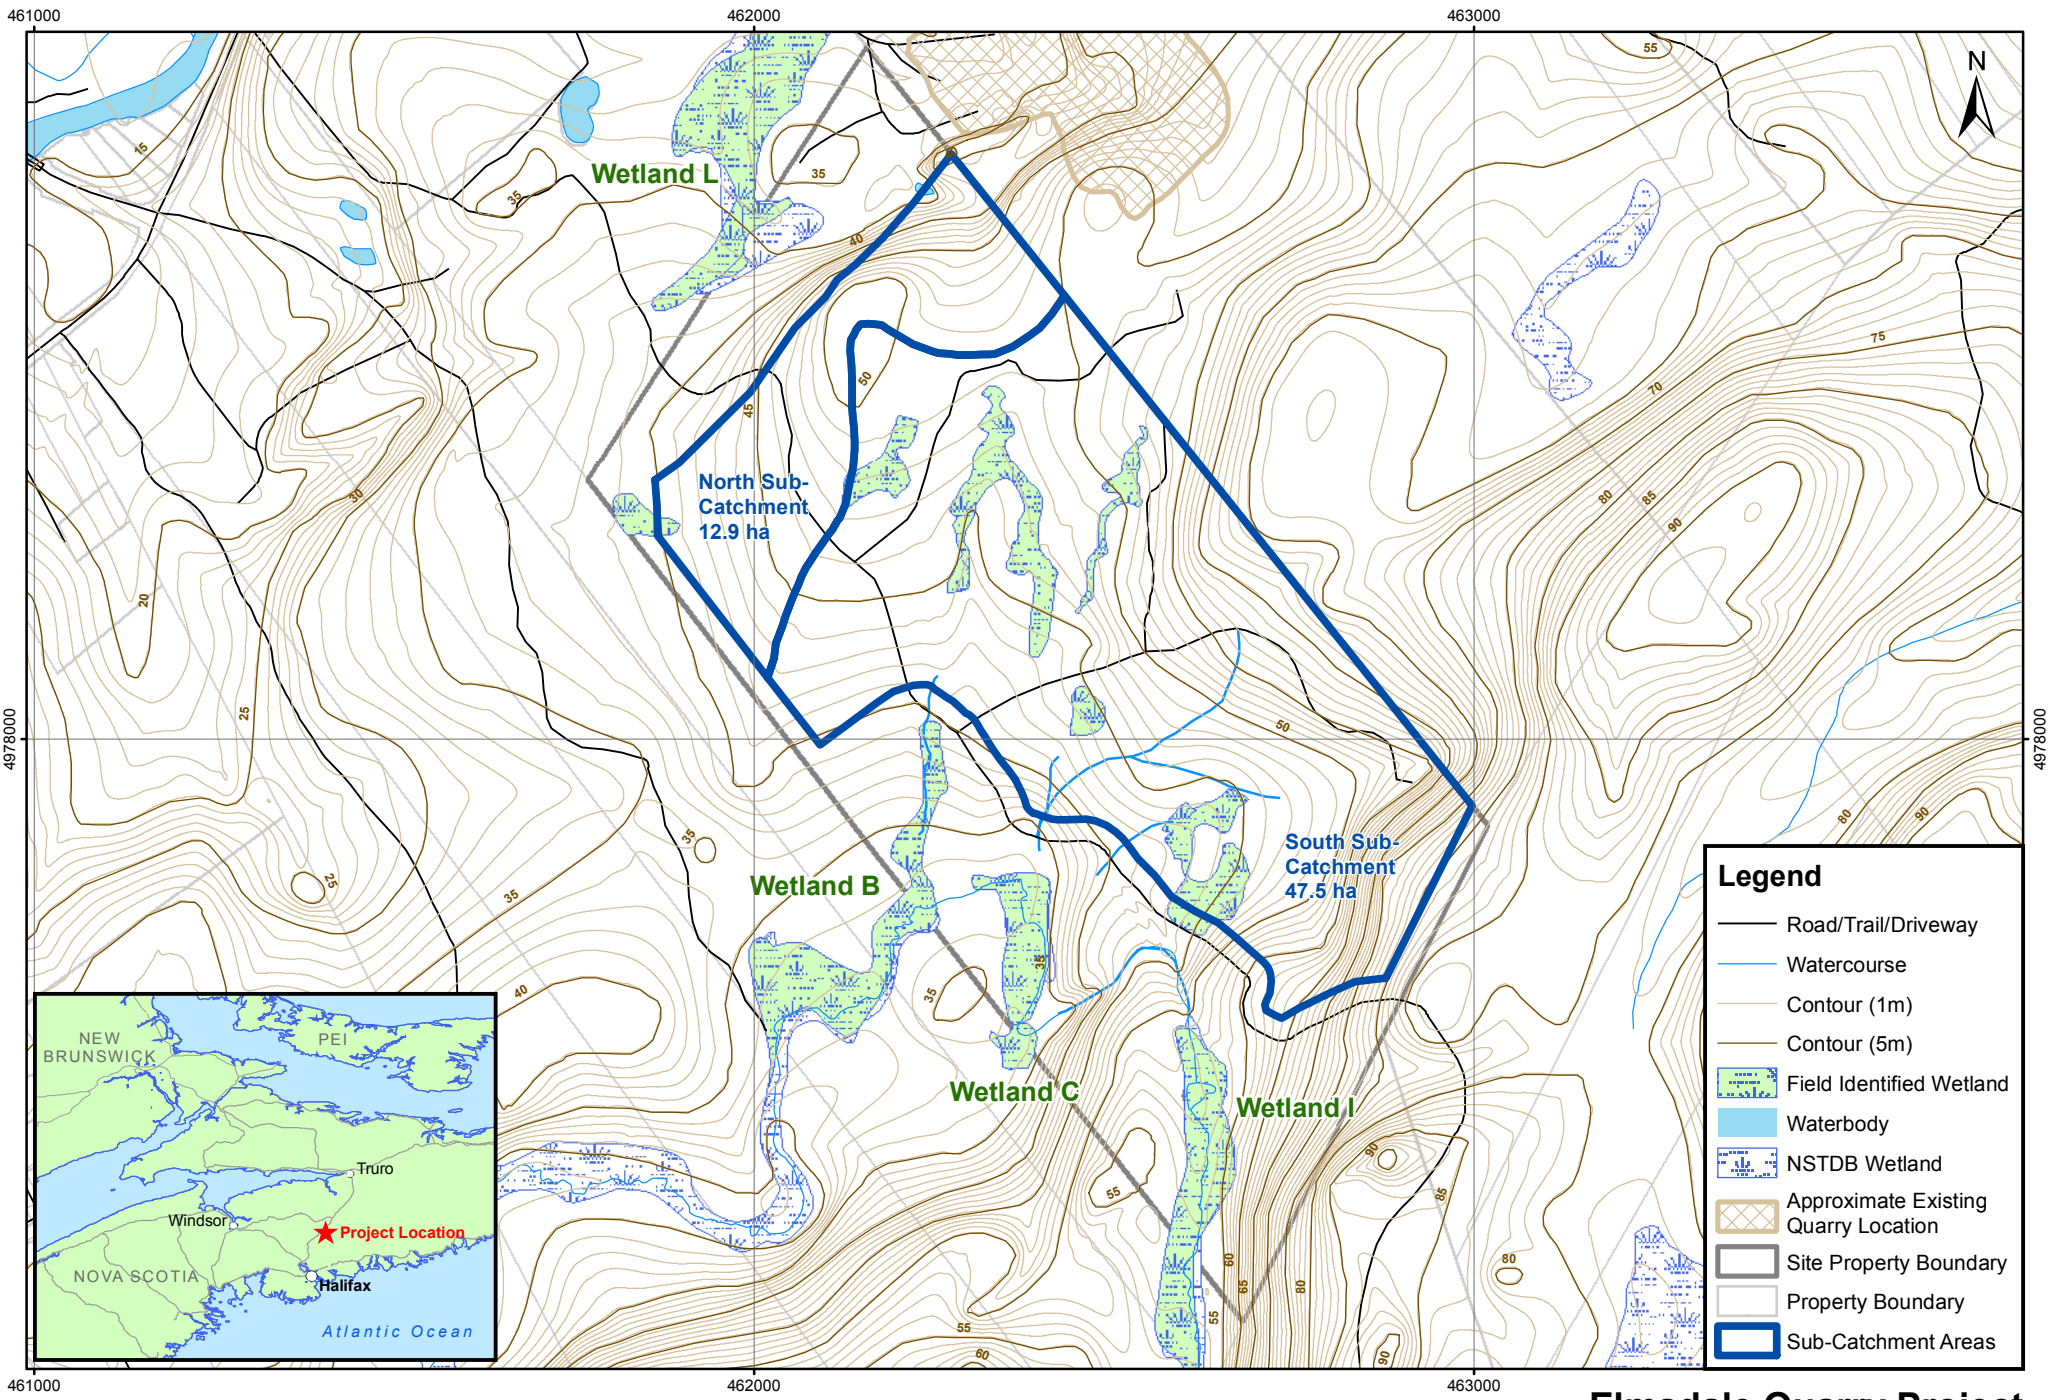 461000
462000
463000
55
N
15
Wetland L
35
35
40
75
70
50
45
30
North Sub-
Catchment
12.9 ha
80
85
90
20
25
50
4978000
4978000
35
80
90
South Sub-
Catchment
47.5 ha
25
35
Wetland B
35
35
40
Wetland C
Wetland I
90
85
55
60
65
80
55
80
55
60
90
Legend
Road/Trail/Driveway
Watercourse
Contour (1m)
Contour (5m)
Field Identified Wetland
Waterbody
NSTDB Wetland
Approximate Existing
Quarry Location
Site Property Boundary
Property Boundary
Sub-Catchment Areas
NEW
BRUNSWICK
PEI
Truro
Windsor
Project Location
NOVA SCOTIA
Halifax
Atlantic Ocean
461000
462000
463000
Elmsdale Quarry Project